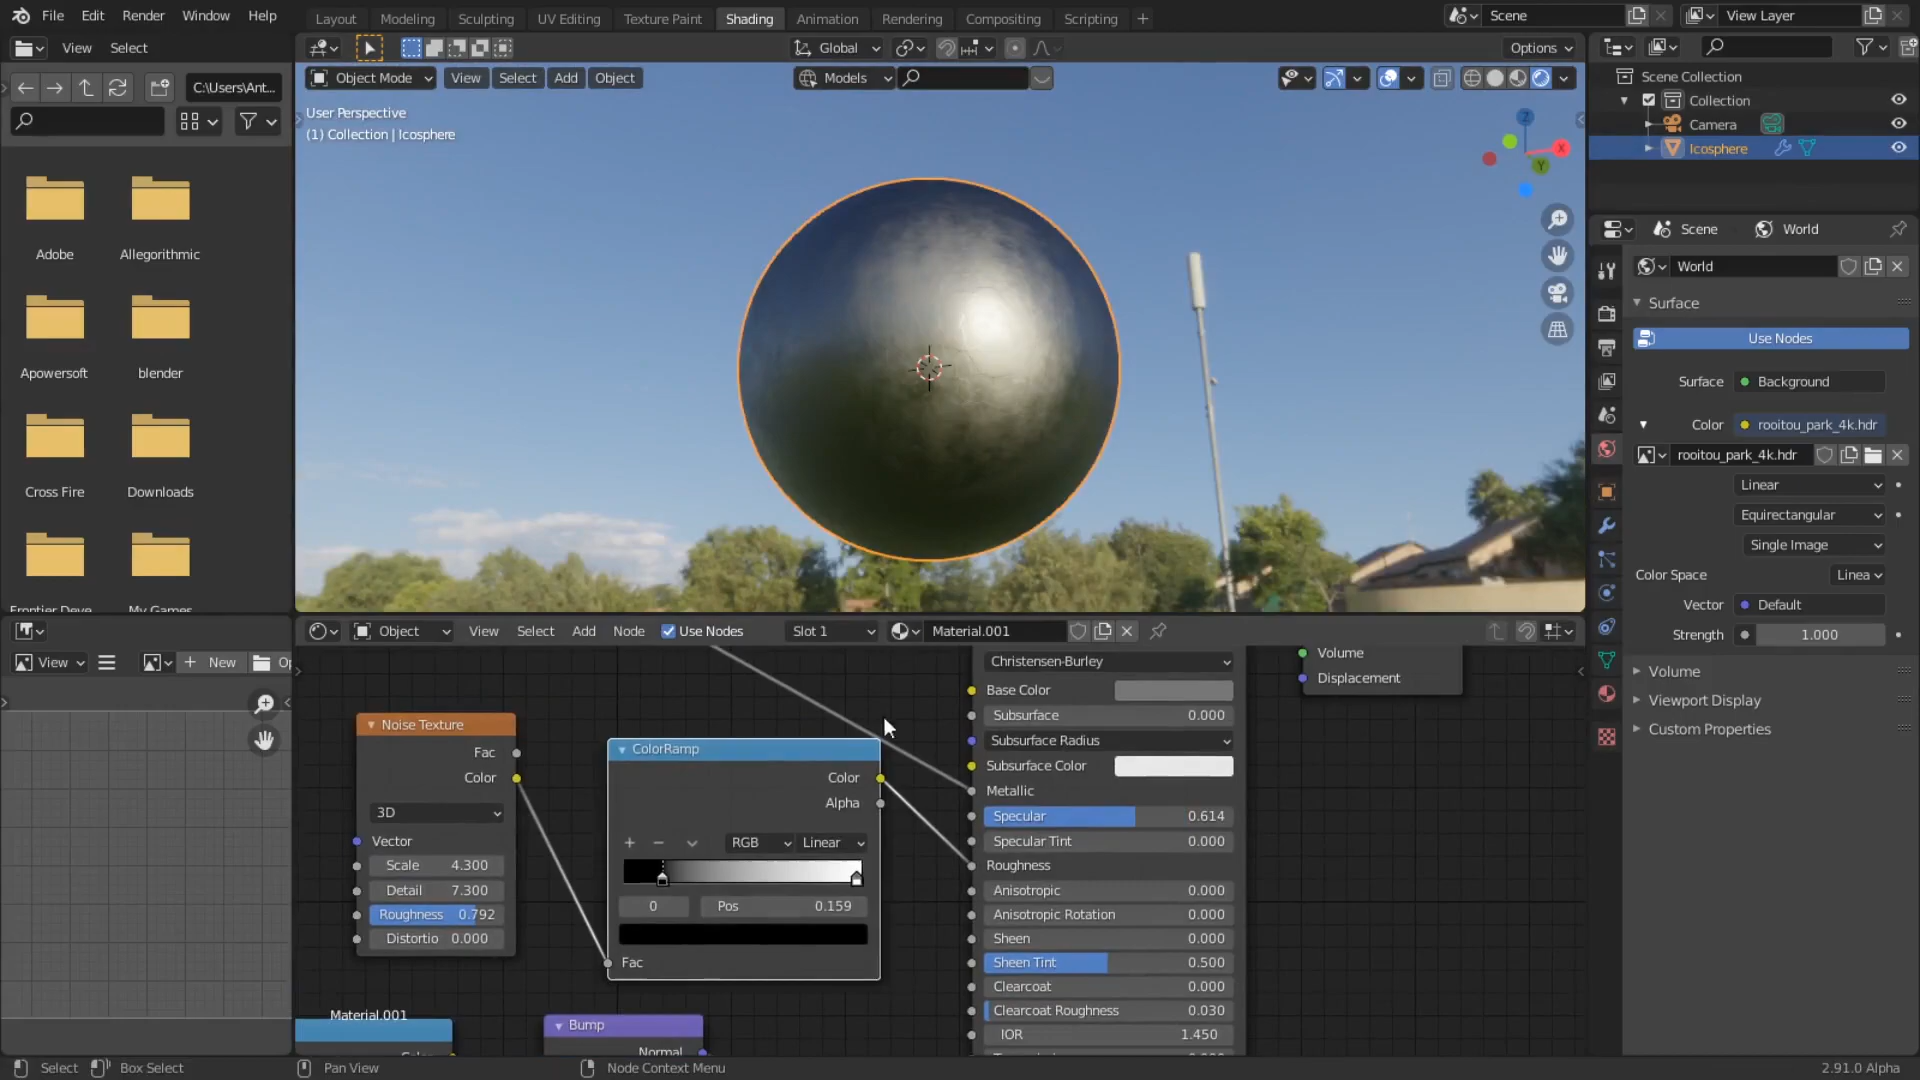 File Edit Render Window Help Layout Modeling Sculpting UV Editing Texture Paint Shading Animation Rendering Compositing Scripting + Scene View Layer
View Select Global Options
C:\Users\Ant... Object Mode View Select Add Object Models
User Perspective
(1) Collection | Icosphere
Adobe Allegorithmic
Apowersoft blender
Cross Fire Downloads
Frontier Deve... My Games
Z
X
Y
Scene Collection
Collection
Camera
Icosphere
Scene World
World
Surface
Use Nodes
Surface Background
Color rooitou_park_4k.hdr
rooitou_park_4k.hdr
Linear
Equirectangular
Single Image
Color Space Linea
Vector Default
Strength 1.000
Volume
Viewport Display
Custom Properties
Object View Select Add Node Use Nodes Slot 1 Material.001
View New Op
Noise Texture
Fac
Color
3D
Vector
Scale 4.300
Detail 7.300
Roughness 0.792
Distortio 0.000
ColorRamp
Color
Alpha
RGB Linear
0 Pos 0.159
Fac
Christensen-Burley
Base Color
Subsurface 0.000
Subsurface Radius
Subsurface Color
Metallic
Specular 0.614
Specular Tint 0.000
Roughness
Anisotropic 0.000
Anisotropic Rotation 0.000
Sheen 0.000
Sheen Tint 0.500
Clearcoat 0.000
Clearcoat Roughness 0.030
IOR 1.450
Volume
Displacement
Material.001
Bump
Normal
Select Box Select Pan View Node Context Menu 2.91.0 Alpha